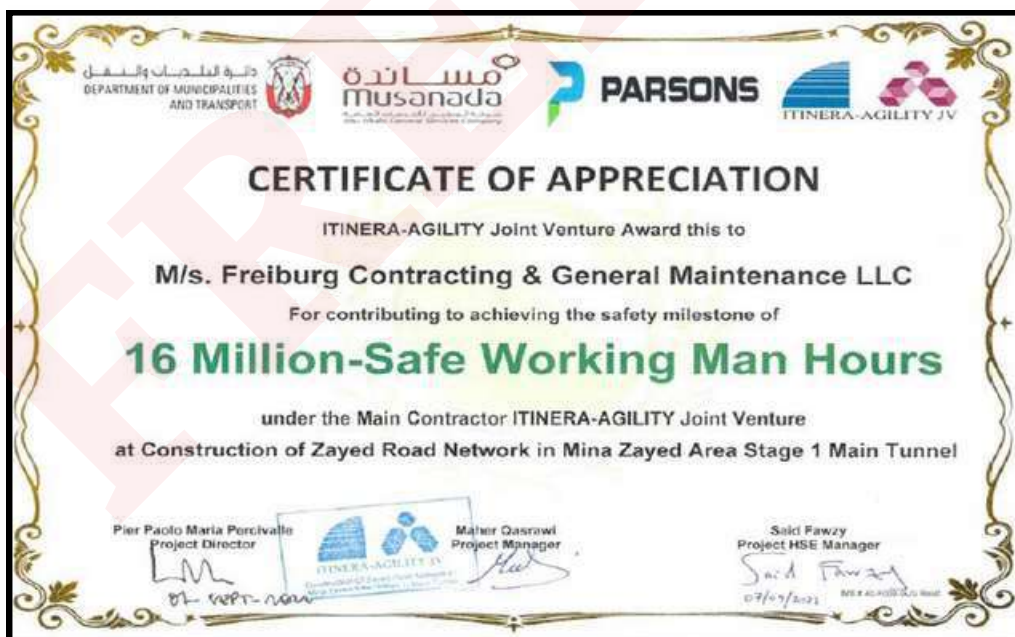 دائرة البلديات والنقل
DEPARTMENT OF MUNICIPALITIES
AND TRANSPORT
مساندة
musanada
PARSONS
ITINERA-AGILITY JV
CERTIFICATE OF APPRECIATION
ITINERA-AGILITY Joint Venture Award this to
M/s. Freiburg Contracting & General Maintenance LLC
For contributing to achieving the safety milestone of
16 Million-Safe Working Man Hours
under the Main Contractor ITINERA-AGILITY Joint Venture
at Construction of Zayed Road Network in Mina Zayed Area Stage 1 Main Tunnel
Pier Paolo Maria Percivalle
Project Director
ITINERA-AGILITY JV
Maher Qasrawi
Project Manager
Said Fawzy
Project HSE Manager
Said Fawzy